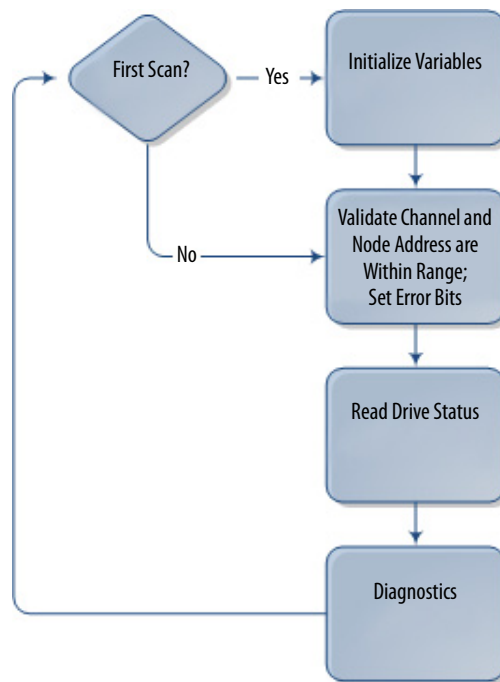 First Scan?
Yes
Initialize Variables
No
Validate Channel and
Node Address are
Within Range;
Set Error Bits
Read Drive Status
Diagnostics